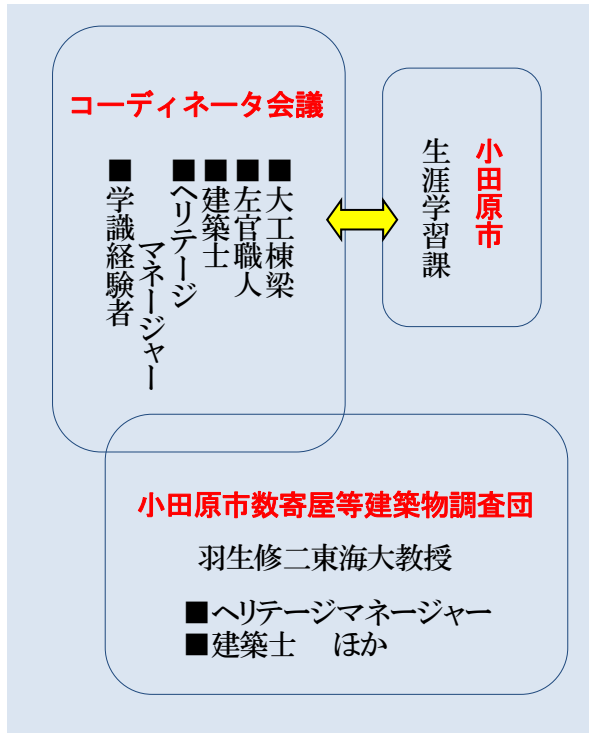 コーディネータ会議
■大工棟梁
■左官職人
■建築士
■ヘリテージ
マネージャー
■学識経験者
小田原市
生涯学習課
小田原市数寄屋等建築物調査団
羽生修二東海大教授
■ヘリテージマネージャー
■建築士　ほか